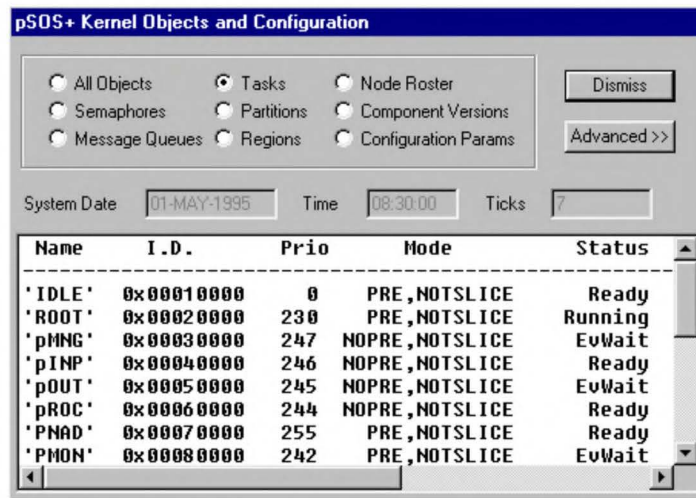 pSOS+ Kernel Objects and Configuration
All Objects Tasks Node Roster Dismiss
Semaphores Partitions Component Versions
Message Queues Regions Configuration Params Advanced >>
System Date 01-MAY-1995 Time 08:30:00 Ticks 7
Name I.D. Prio Mode Status
'IDLE' 0x00010000 0 PRE,NOTSLICE Ready
'ROOT' 0x00020000 230 PRE,NOTSLICE Running
'pMNG' 0x00030000 247 NOPRE,NOTSLICE EvWait
'pINP' 0x00040000 246 NOPRE,NOTSLICE Ready
'pOUT' 0x00050000 245 NOPRE,NOTSLICE EvWait
'pROC' 0x00060000 244 NOPRE,NOTSLICE Ready
'PNAD' 0x00070000 255 PRE,NOTSLICE Ready
'PMON' 0x00080000 242 PRE,NOTSLICE EvWait